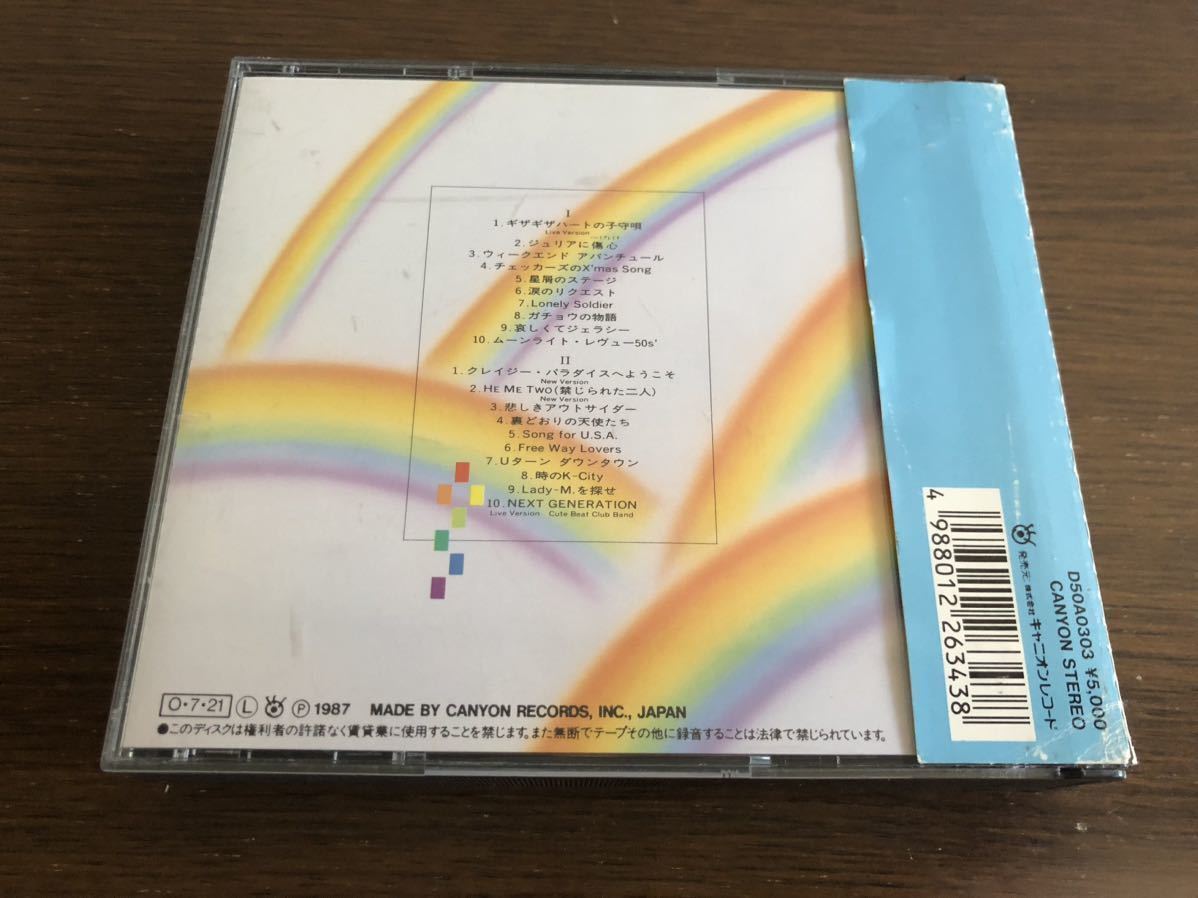 I
1.ギザギザハートの子守唄
Live Version
2.ジュリアに傷心
3.ウィークエンド アバンチュール
4.チェッカーズのX'mas Song
5.星屑のステージ
6.涙のリクエスト
7.Lonely Soldier
8.ガチョウの物語
9.哀しくてジェラシー
10.ムーンライト・レヴュー50s'
II
1.クレイジー・パラダイスへようこそ
New Version
2.HE ME TWO(禁じられた二人)
New Version
3.悲しきアウトサイダー
4.裏どおりの天使たち
5.Song for U.S.A.
6.Free Way Lovers
7.Uターン ダウンタウン
8.時のK-City
9.Lady-M.を探せ
10.NEXT GENERATION
Live Version Cute Beat Club Band
O・7・21 Ⓛ Ⓟ1987 MADE BY CANYON RECORDS, INC., JAPAN
●このディスクは権利者の許諾なく賃貸業に使用することを禁じます。また無断でテープその他に録音することは法律で禁じられています。
D50A0303 ¥5,000
CANYON STEREO
発売元:株式会社 キャニオンレコード
4 988012 263438